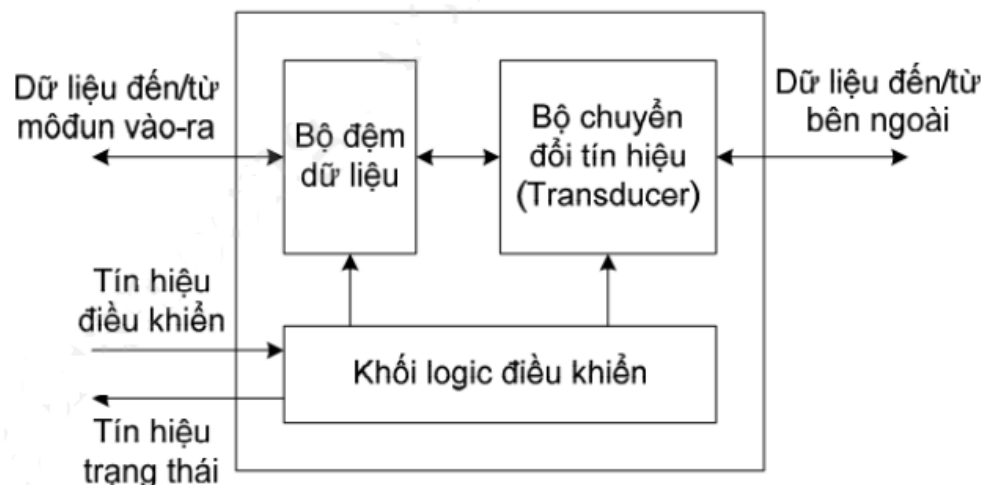 Dữ liệu đến/từ
môđun vào-ra
Bộ đệm
dữ liệu
Bộ chuyển
đổi tín hiệu
(Transducer)
Dữ liệu đến/từ
bên ngoài
Tín hiệu
điều khiển
Khối logic điều khiển
Tín hiệu
trạng thái